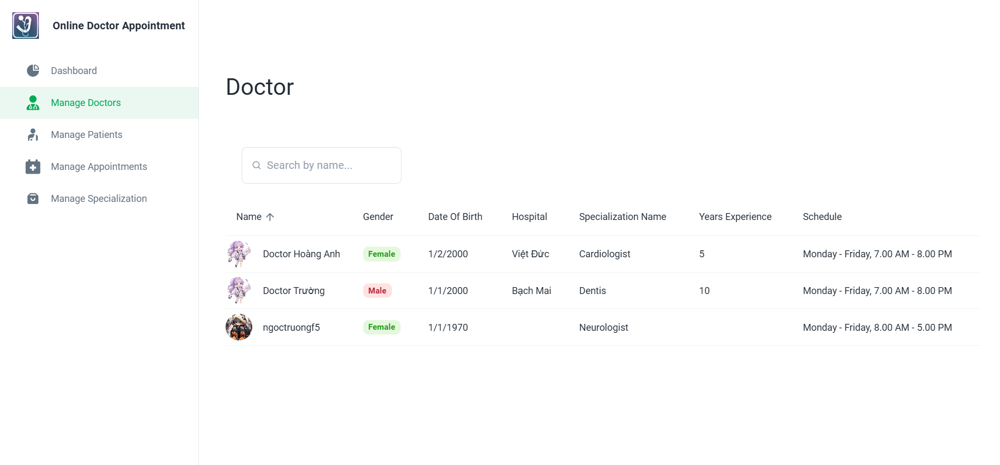 Online Doctor Appointment
Dashboard
Manage Doctors
Manage Patients
Manage Appointments
Manage Specialization
Doctor
Search by name...
Name Gender Date Of Birth Hospital Specialization Name Years Experience Schedule
Doctor Hoàng Anh Female 1/2/2000 Việt Đức Cardiologist 5 Monday - Friday, 7.00 AM - 8.00 PM
Doctor Trường Male 1/1/2000 Bạch Mai Dentis 10 Monday - Friday, 7.00 AM - 8.00 PM
ngoctruongf5 Female 1/1/1970 Neurologist Monday - Friday, 8.00 AM - 5.00 PM